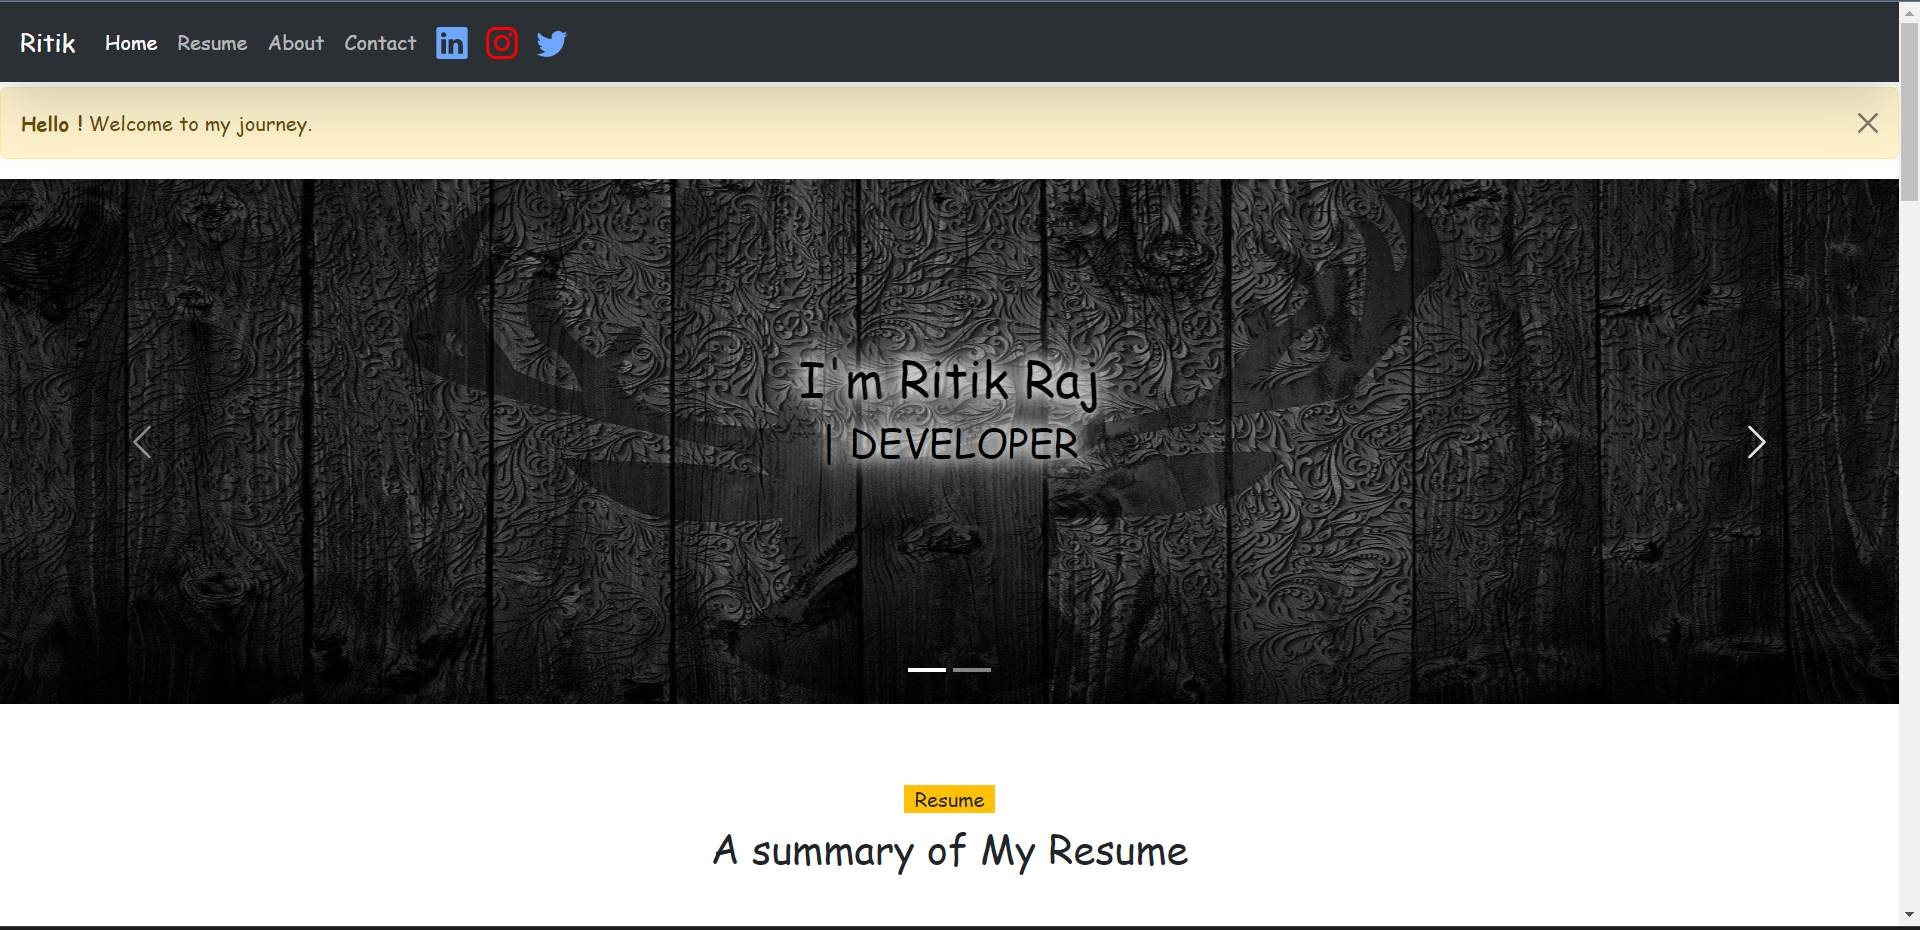 Ritik Home Resume About Contact
Hello ! Welcome to my journey.
I'm Ritik Raj
| DEVELOPER
Resume
A summary of My Resume